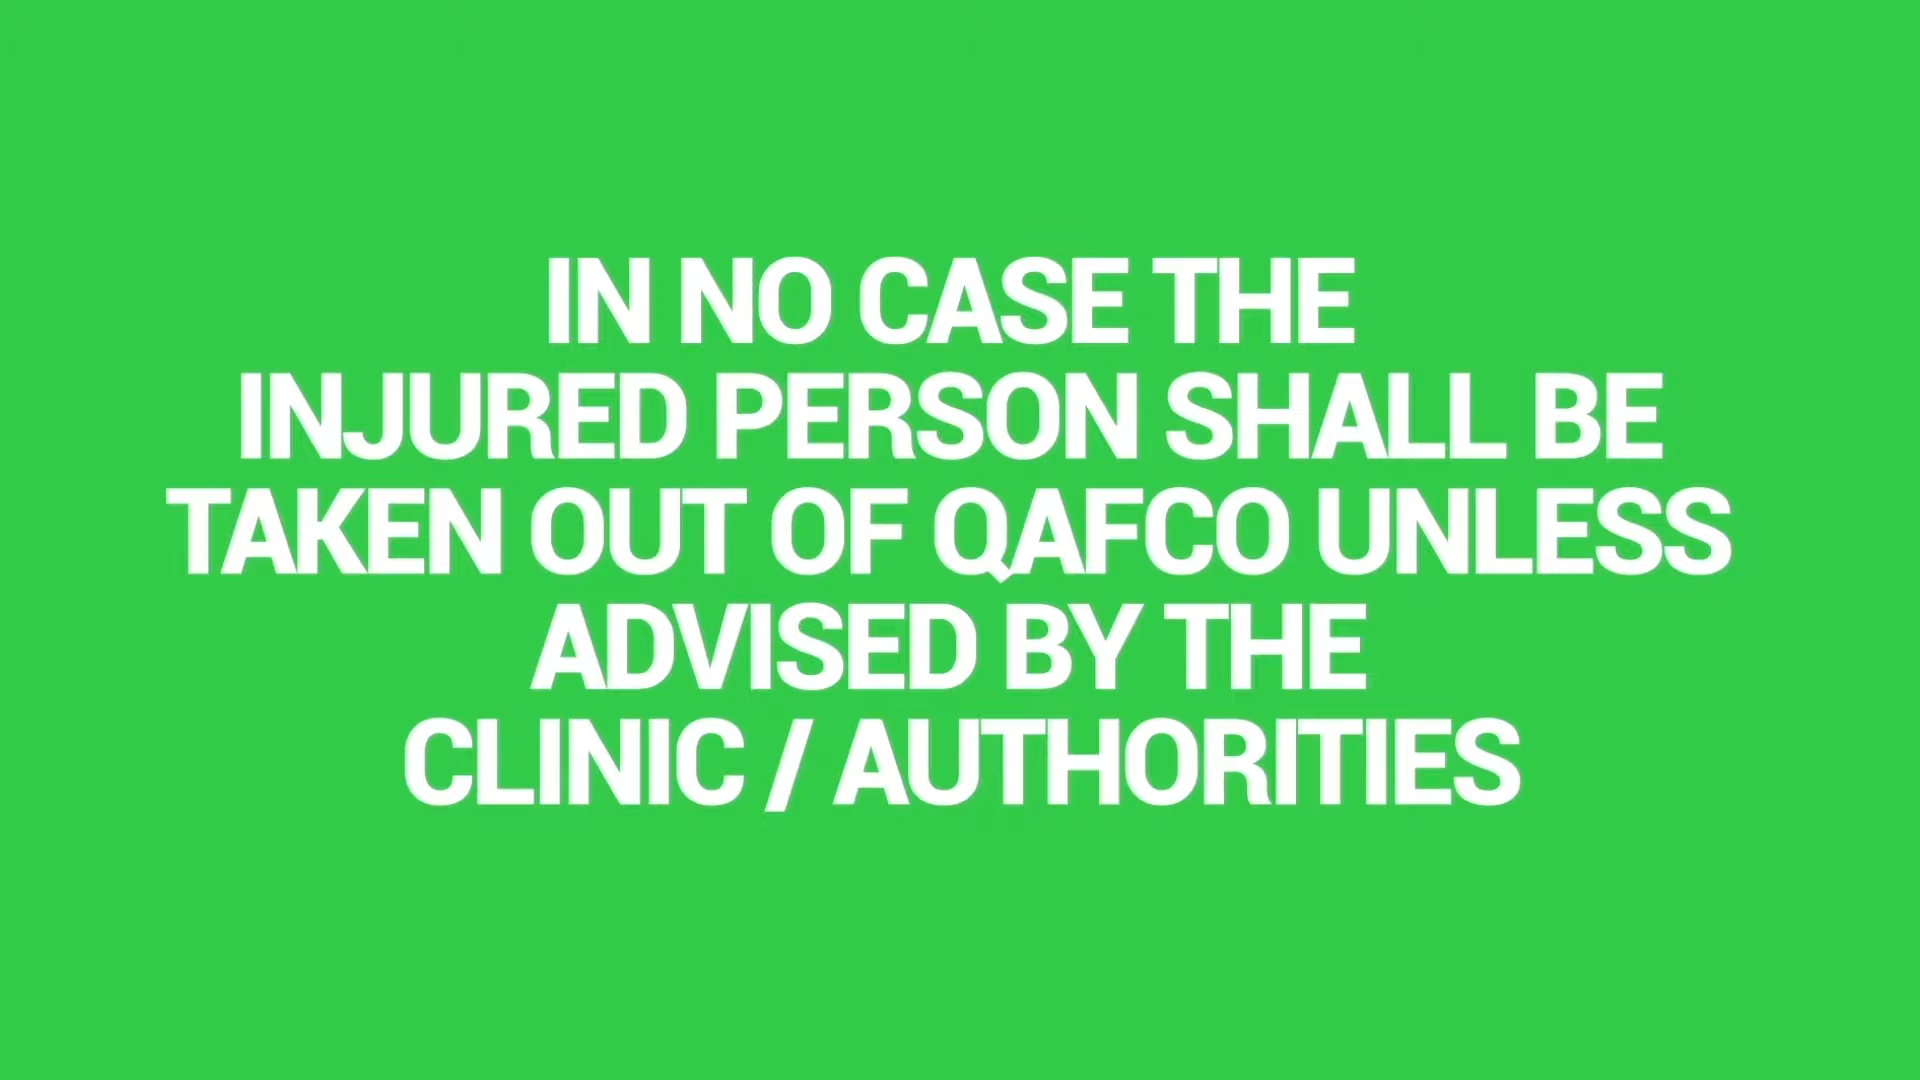 IN NO CASE THE
INJURED PERSON SHALL BE
TAKEN OUT OF QAFCO UNLESS
ADVISED BY THE
CLINIC / AUTHORITIES